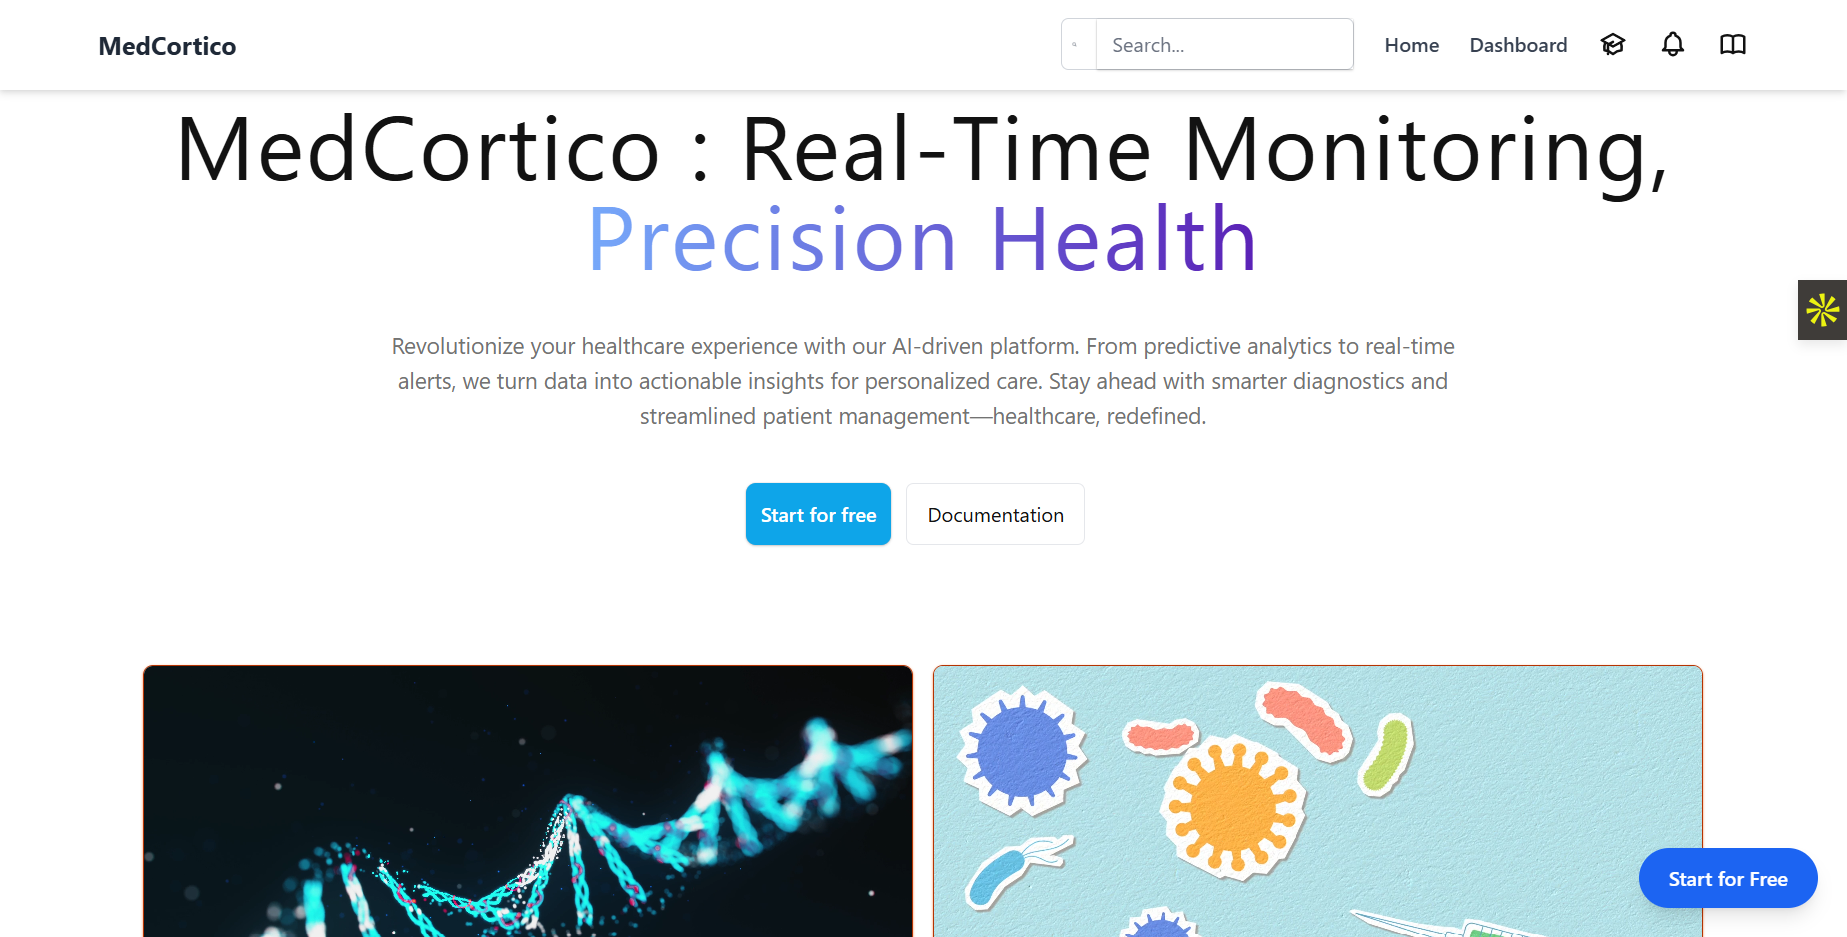 MedCortico
Search...
Home
Dashboard
MedCortico : Real-Time Monitoring,
Precision Health
Revolutionize your healthcare experience with our AI-driven platform. From predictive analytics to real-time
alerts, we turn data into actionable insights for personalized care. Stay ahead with smarter diagnostics and
streamlined patient management—healthcare, redefined.
Start for free
Documentation
Start for Free